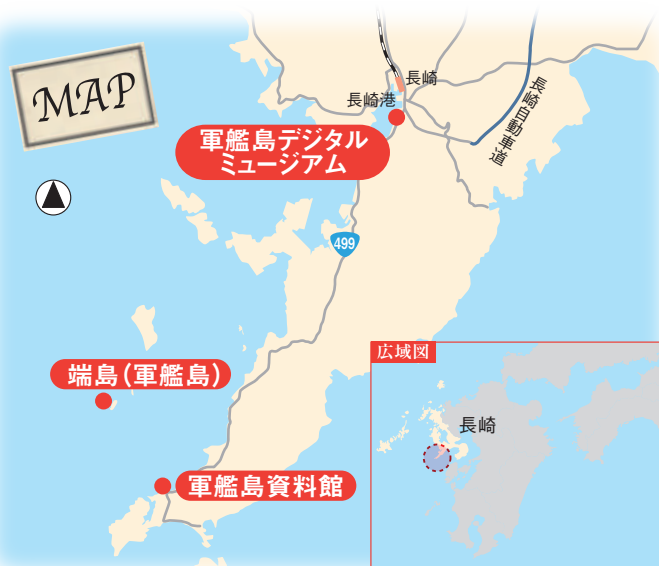 MAP
長崎
長崎港
長崎自動車道
軍艦島デジタル
ミュージアム
499
端島(軍艦島)
軍艦島資料館
広域図
長崎